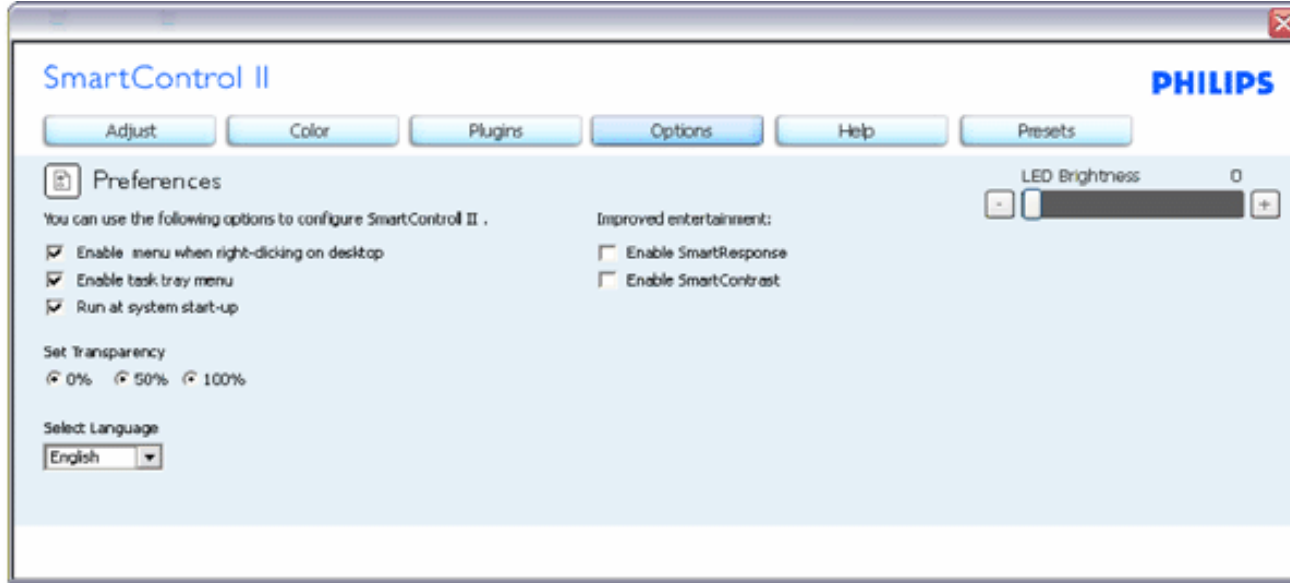 SmartControl II
PHILIPS
Adjust Color Plugins Options Help Presets
Preferences
LED Brightness 0
- +
You can use the following options to configure SmartControl II .
Improved entertainment:
Enable menu when right-clicking on desktop
Enable SmartResponse
Enable task tray menu
Enable SmartContrast
Run at system start-up
Set Transparency
0% 50% 100%
Select Language
English